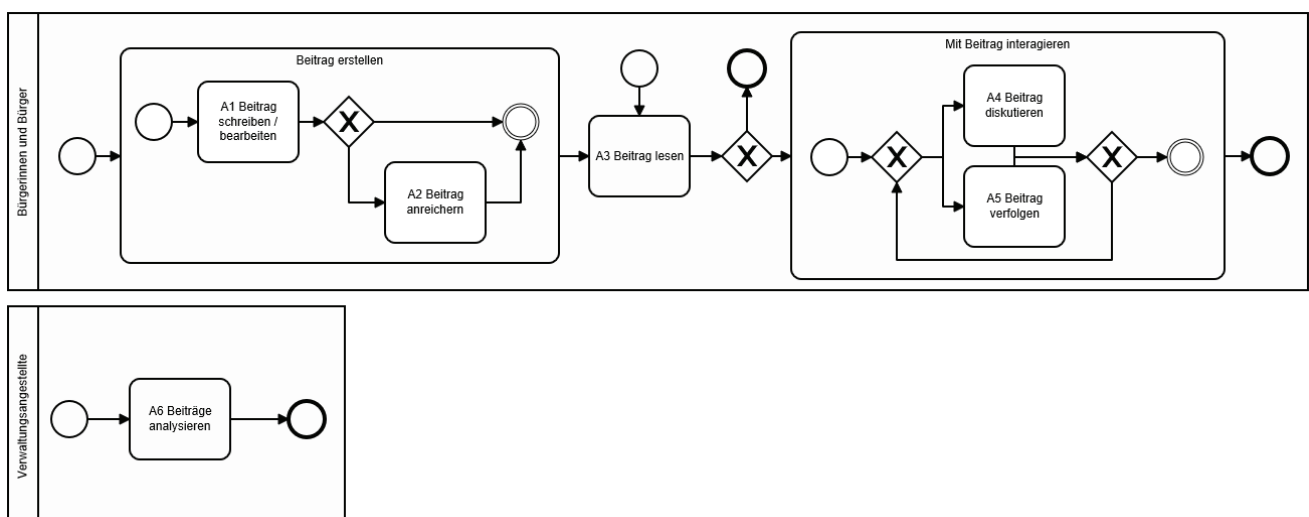 Bürgerinnen und Bürger
Beitrag erstellen
A1 Beitrag
schreiben /
bearbeiten
A2 Beitrag
anreichern
A3 Beitrag lesen
Mit Beitrag interagieren
A4 Beitrag
diskutieren
A5 Beitrag
verfolgen
Verwaltungsangestellte
A6 Beiträge
analysieren